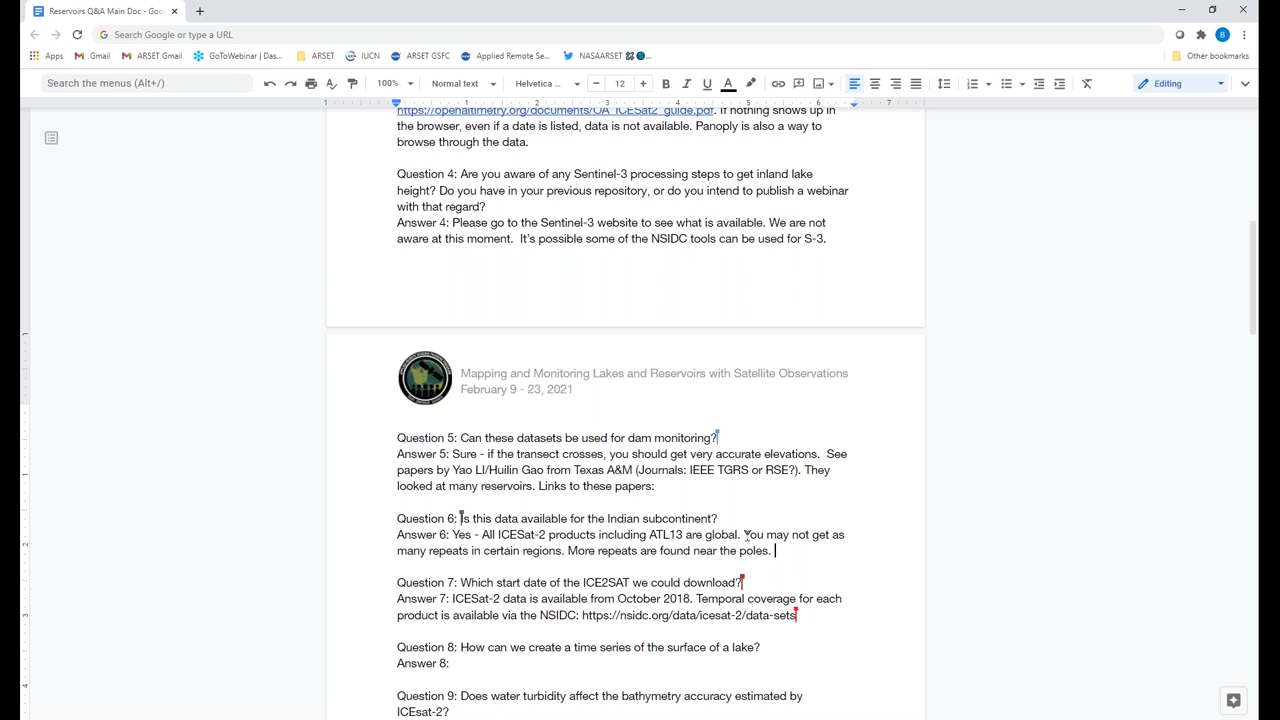 Reservoirs Q&A Main Doc - Goo
Search Google or type a URL
Apps Gmail ARSET Gmail GoToWebinar | Das... ARSET IUCN ARSET GSFC Applied Remote Se... NASAARSET Other bookmarks
Search the menus (Alt+/) 100% Normal text Helvetica ... 12 B I U A Editing
1 1 2 3 4 5 6 7
https://openaltimetry.org/documents/OA_ICESat2_guide.pdf. If nothing shows up in
the browser, even if a date is listed, data is not available. Panoply is also a way to
browse through the data.
Question 4: Are you aware of any Sentinel-3 processing steps to get inland lake
height? Do you have in your previous repository, or do you intend to publish a webinar
with that regard?
Answer 4: Please go to the Sentinel-3 website to see what is available. We are not
aware at this moment.  It's possible some of the NSIDC tools can be used for S-3.
Mapping and Monitoring Lakes and Reservoirs with Satellite Observations
February 9 - 23, 2021
Question 5: Can these datasets be used for dam monitoring?
Answer 5: Sure - if the transect crosses, you should get very accurate elevations.  See
papers by Yao LI/Huilin Gao from Texas A&M (Journals: IEEE TGRS or RSE?). They
looked at many reservoirs. Links to these papers:
Question 6: Is this data available for the Indian subcontinent?
Answer 6: Yes - All ICESat-2 products including ATL13 are global. You may not get as
many repeats in certain regions. More repeats are found near the poles.
Question 7: Which start date of the ICE2SAT we could download?
Answer 7: ICESat-2 data is available from October 2018. Temporal coverage for each
product is available via the NSIDC: https://nsidc.org/data/icesat-2/data-sets
Question 8: How can we create a time series of the surface of a lake?
Answer 8:
Question 9: Does water turbidity affect the bathymetry accuracy estimated by
ICEsat-2?